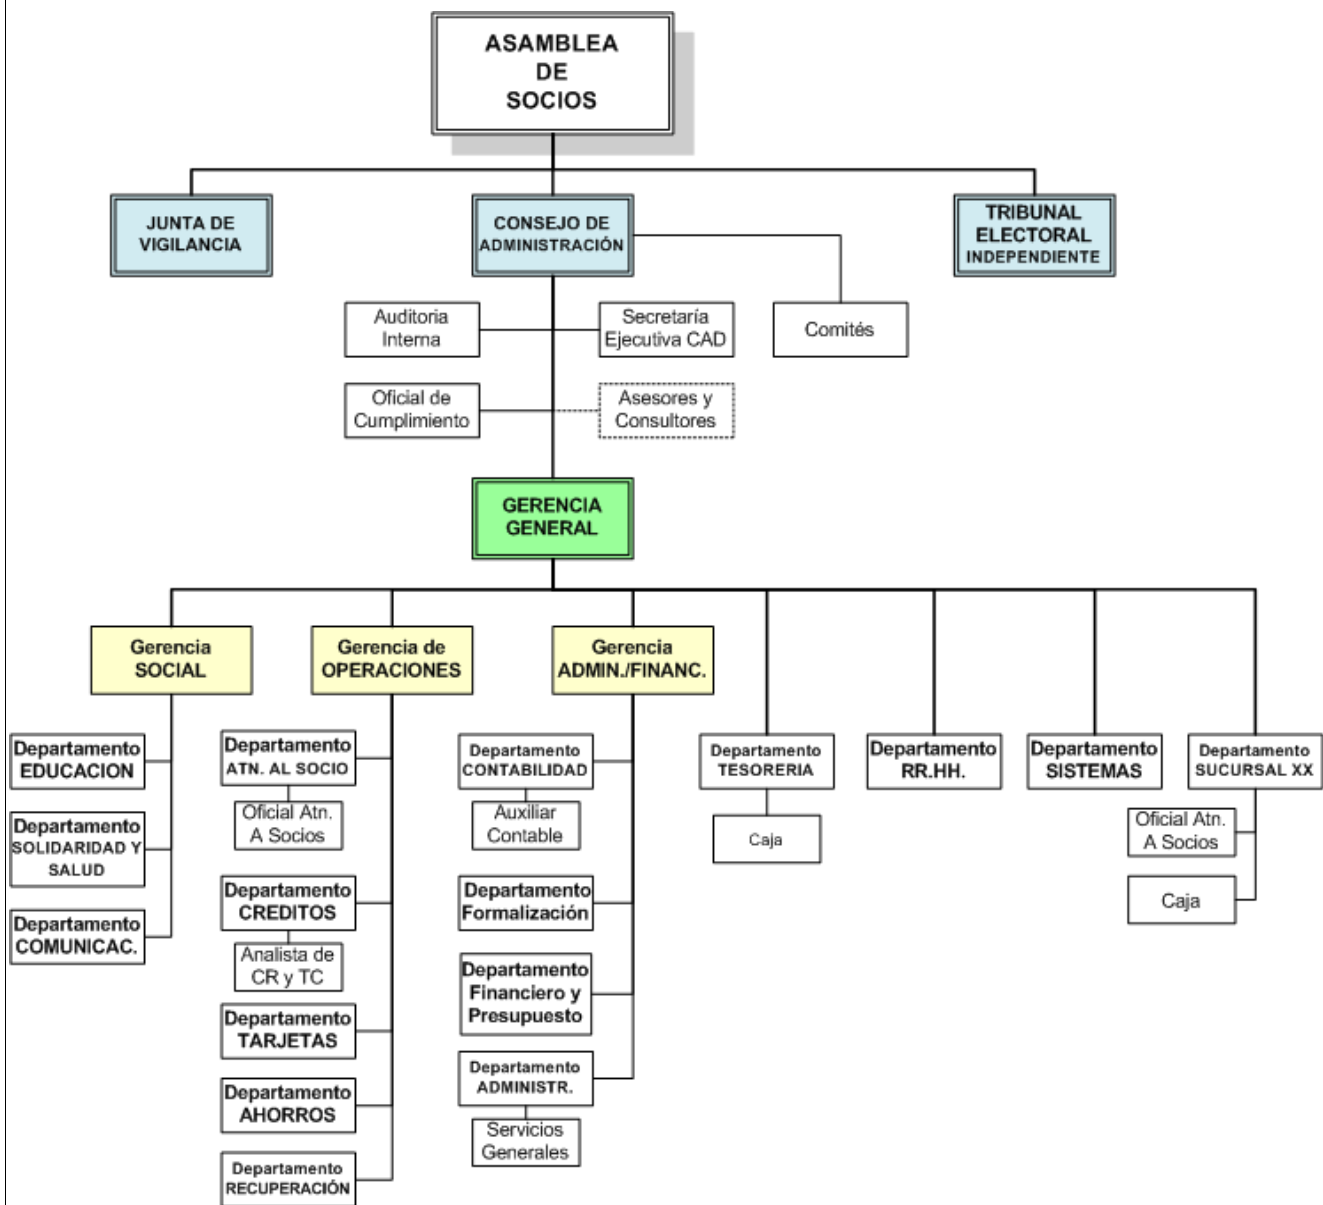 ASAMBLEA
DE
SOCIOS
JUNTA DE
VIGILANCIA
CONSEJO DE
ADMINISTRACIÓN
TRIBUNAL
ELECTORAL
INDEPENDIENTE
Auditoria
Interna
Secretaría
Ejecutiva CAD
Comités
Oficial de
Cumplimiento
Asesores y
Consultores
GERENCIA
GENERAL
Gerencia
SOCIAL
Gerencia de
OPERACIONES
Gerencia
ADMIN./FINANC.
Departamento
EDUCACION
Departamento
SOLIDARIDAD Y
SALUD
Departamento
COMUNICAC.
Departamento
ATN. AL SOCIO
Oficial Atn.
A Socios
Departamento
CREDITOS
Analista de
CR y TC
Departamento
TARJETAS
Departamento
AHORROS
Departamento
RECUPERACIÓN
Departamento
CONTABILIDAD
Auxiliar
Contable
Departamento
Formalización
Departamento
Financiero y
Presupuesto
Departamento
ADMINISTR.
Servicios
Generales
Departamento
TESORERIA
Caja
Departamento
RR.HH.
Departamento
SISTEMAS
Departamento
SUCURSAL XX
Oficial Atn.
A Socios
Caja